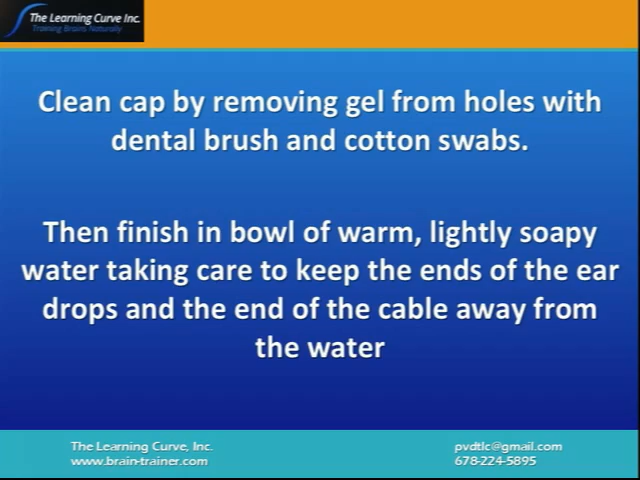 The Learning Curve Inc.
Training Brains Naturally
Clean cap by removing gel from holes with
dental brush and cotton swabs.
Then finish in bowl of warm, lightly soapy
water taking care to keep the ends of the ear
drops and the end of the cable away from
the water
The Learning Curve, Inc.
www.brain-trainer.com
pvdtlc@gmail.com
678-224-5895